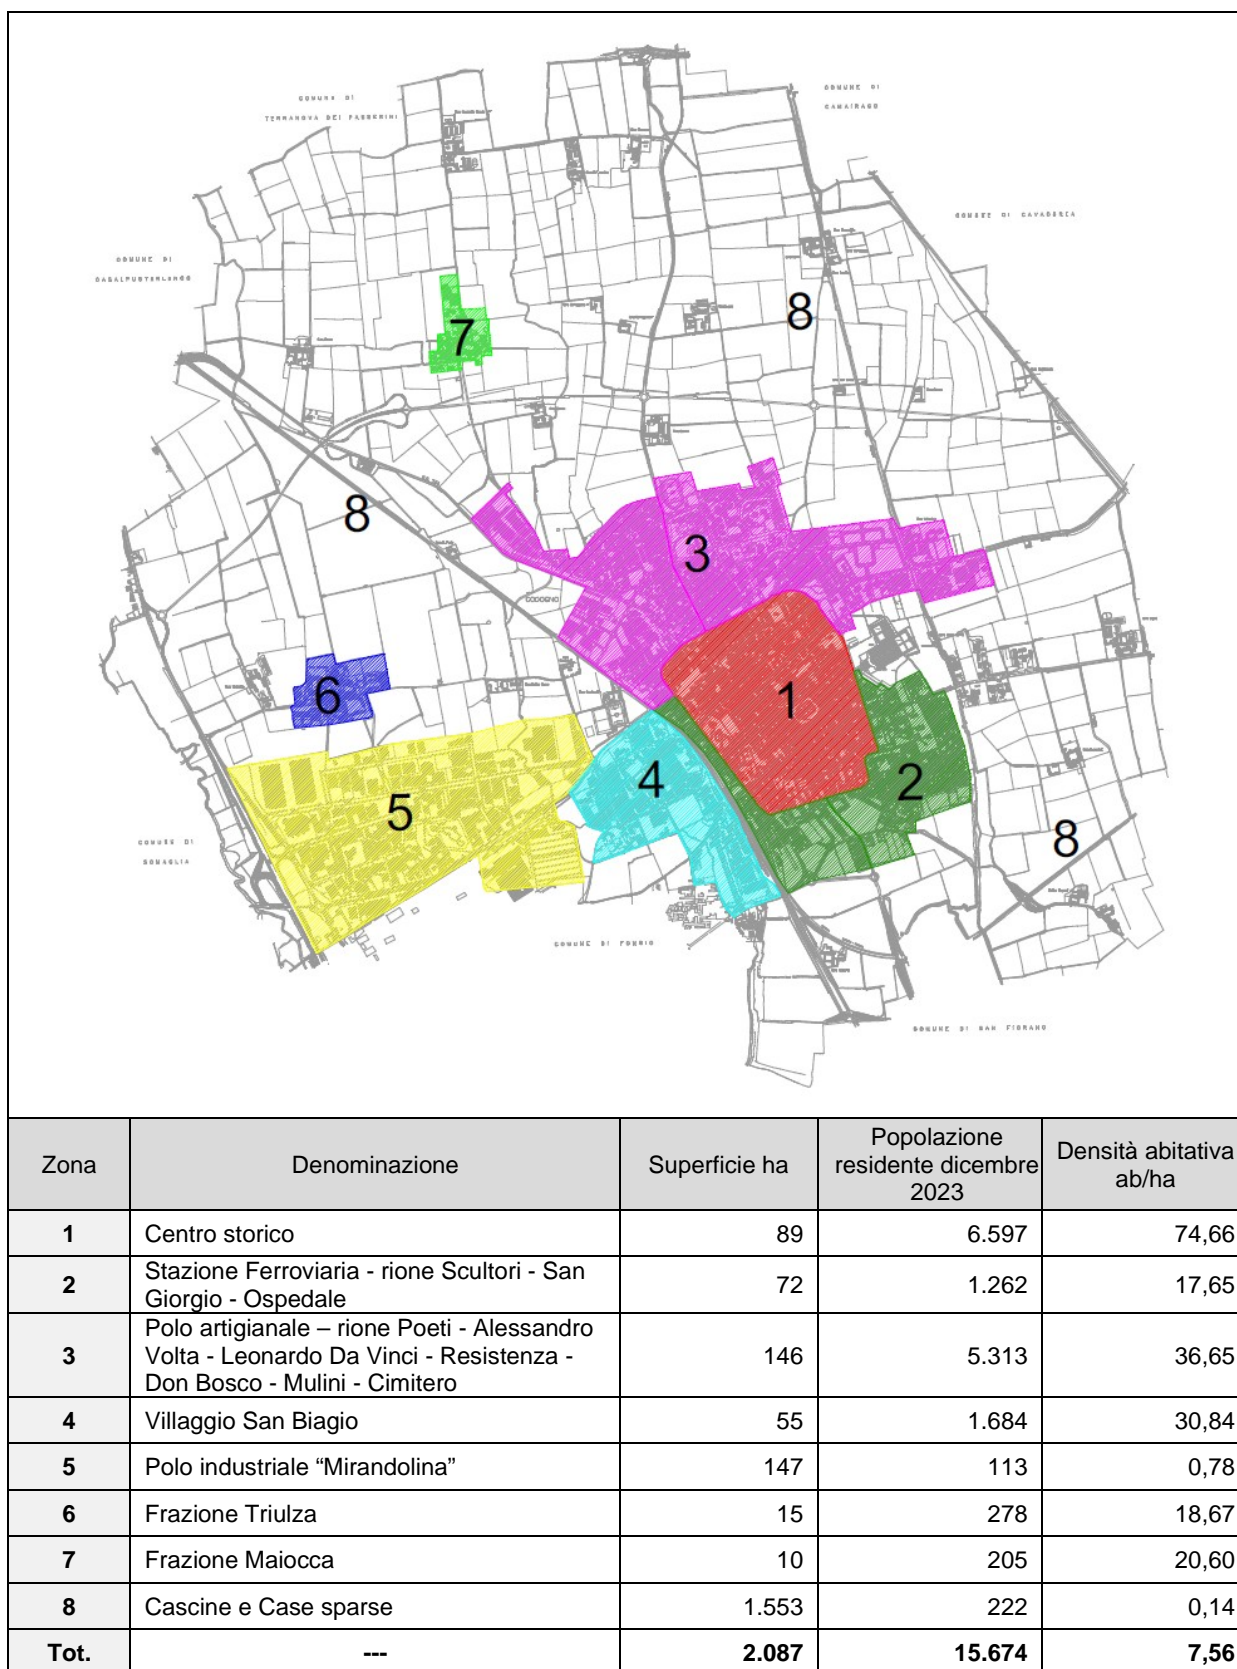 COMUNE DI
TERRANOVA DEI PASSERINI
COMUNE DI
CAMAIRAGO
COMUNE DI CAVACURTA
COMUNE DI
CASALPUSTERLENGO
8
7
8
3
CODOGNO
6
1
4
2
5
8
COMUNE DI
SOMAGLIA
COMUNE DI FOMBIO
COMUNE DI SAN FIORANO
Zona Denominazione Superficie ha Popolazione residente dicembre 2023 Densità abitativa ab/ha
1 Centro storico 89 6.597 74,66
2 Stazione Ferroviaria - rione Scultori - San
Giorgio - Ospedale 72 1.262 17,65
3 Polo artigianale – rione Poeti - Alessandro
Volta - Leonardo Da Vinci - Resistenza -
Don Bosco - Mulini - Cimitero 146 5.313 36,65
4 Villaggio San Biagio 55 1.684 30,84
5 Polo industriale “Mirandolina” 147 113 0,78
6 Frazione Triulza 15 278 18,67
7 Frazione Maiocca 10 205 20,60
8 Cascine e Case sparse 1.553 222 0,14
Tot. --- 2.087 15.674 7,56